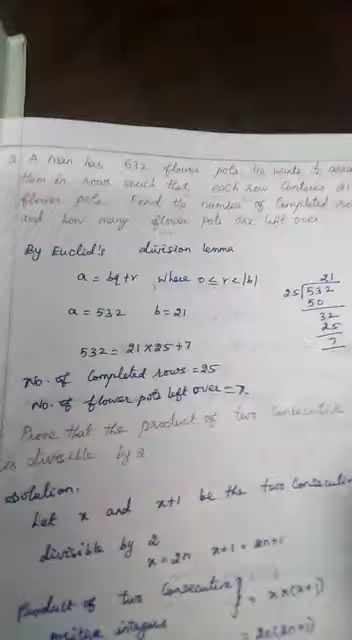 2 A man has 532 flower pots. He wants to
them in rows such that each row contains 21
flower pots. Find the number of completed
and how many flower pots are left over
By Euclid's division lemma
a = bq+r, where 0 ≤ r < |b|
a = 532 b = 21
532 = 21 x 25 + 7
21
25)532
50
32
25
7
No. of Completed rows = 25
No. of flower pots left over = 7.
Prove that the product of two consecutive
is divisible by 2.
Solution.
Let x and x+1 be the two
divisible by 2
x = 2n x+1 = 2n+1
Product of two Consecutive } = x x (x+1)
positive integers = 2n(2n+1)